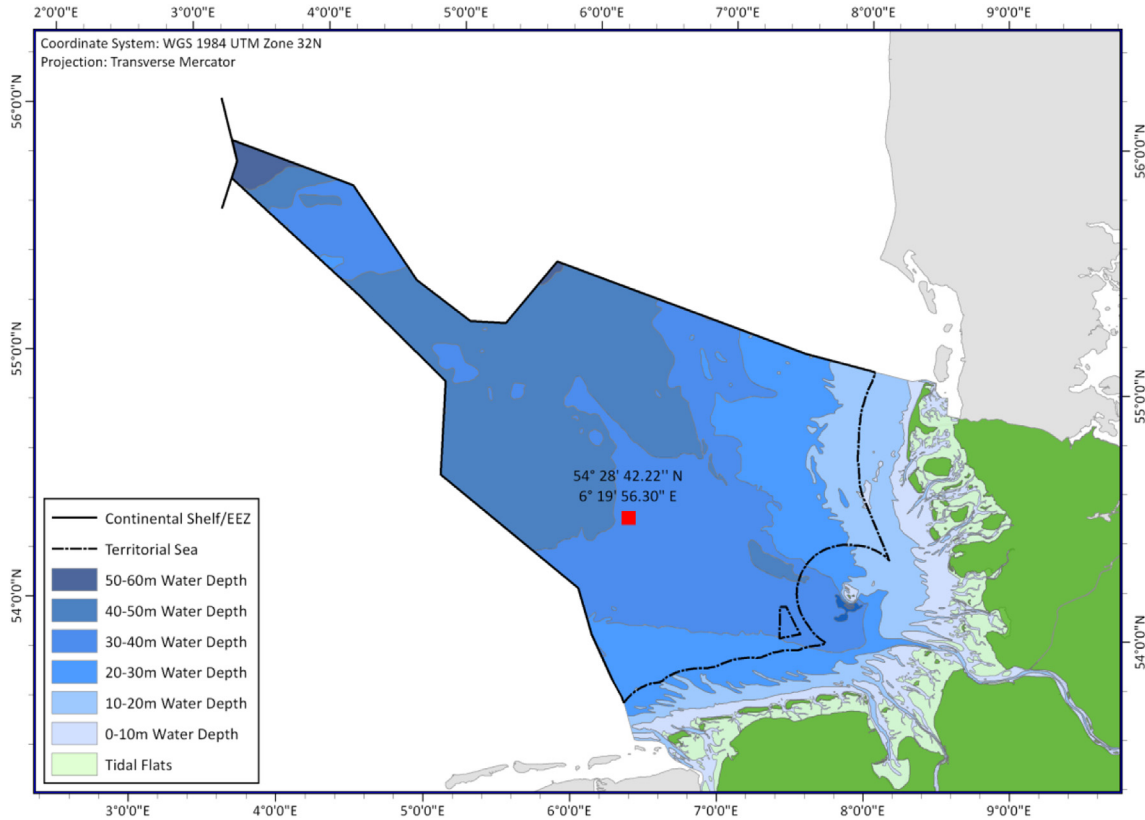 2°0'0"E 3°0'0"E 4°0'0"E 5°0'0"E 6°0'0"E 7°0'0"E 8°0'0"E 9°0'0"E
Coordinate System: WGS 1984 UTM Zone 32N
Projection: Transverse Mercator
56°0'0"N
56°0'0"N
55°0'0"N
55°0'0"N
54° 28' 42.22'' N
6° 19' 56.30" E
54°0'0"N
54°0'0"N
Continental Shelf/EEZ
Territorial Sea
50-60m Water Depth
40-50m Water Depth
30-40m Water Depth
20-30m Water Depth
10-20m Water Depth
0-10m Water Depth
Tidal Flats
3°0'0"E 4°0'0"E 5°0'0"E 6°0'0"E 7°0'0"E 8°0'0"E 9°0'0"E